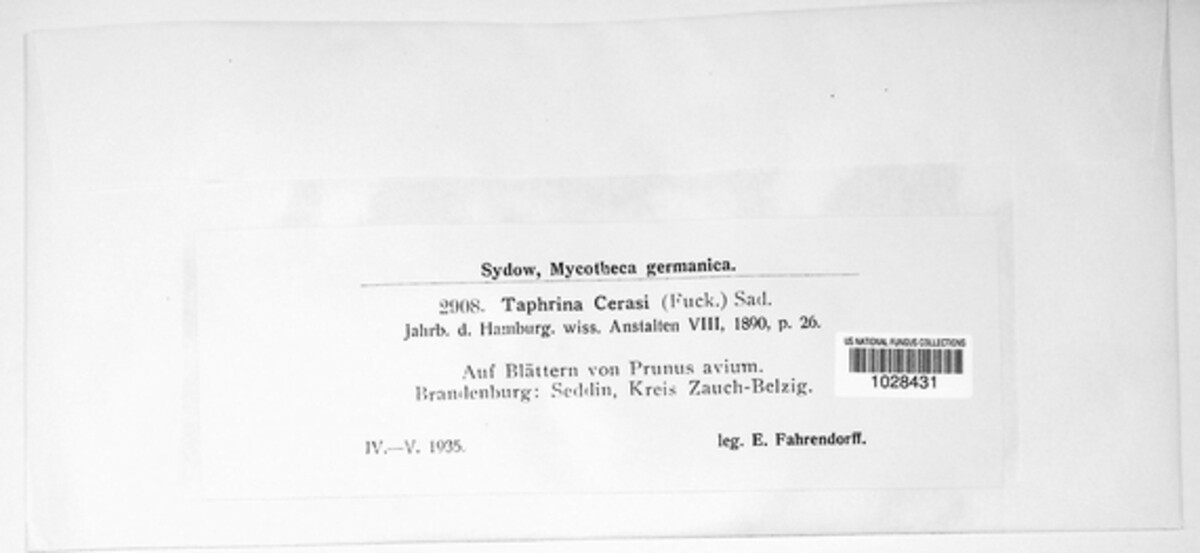 Sydow, Mycotheca germanica.
2908. Taphrina Cerasi (Fuck.) Sad.
Jahrb. d. Hamburg. wiss. Anstalten VIII, 1890, p. 26.
Auf Blättern von Prunus avium.
Brandenburg: Seddin, Kreis Zauch-Belzig.
IV.—V. 1935.
leg. E. Fahrendorff.
US NATIONAL FUNGUS COLLECTIONS
1028431